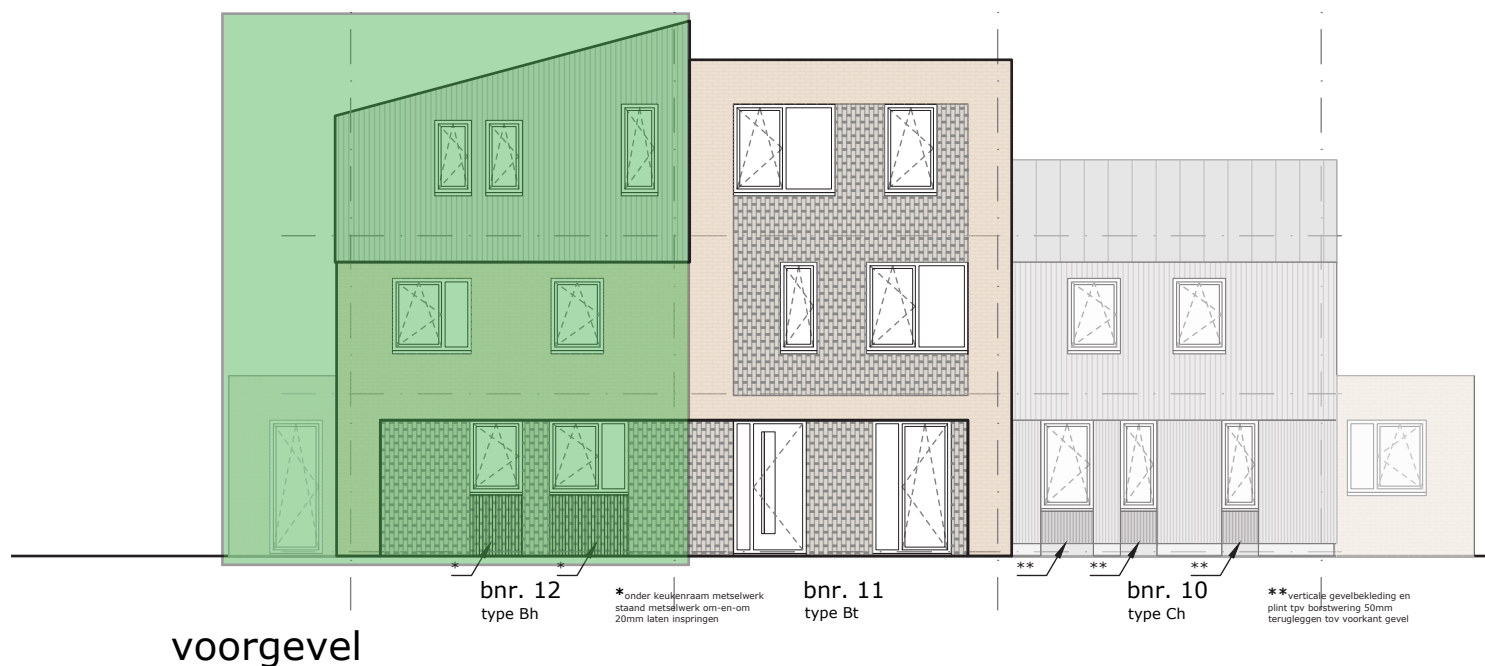 * * ** ** **
bnr. 12
type Bh
*onder keukenraam metselwerk
staand metselwerk om-en-om
20mm laten inspringen
bnr. 11
type Bt
bnr. 10
type Ch
**verticale gevelbekleding en
plint tpv borstwering 50mm
terugleggen tov voorkant gevel
voorgevel